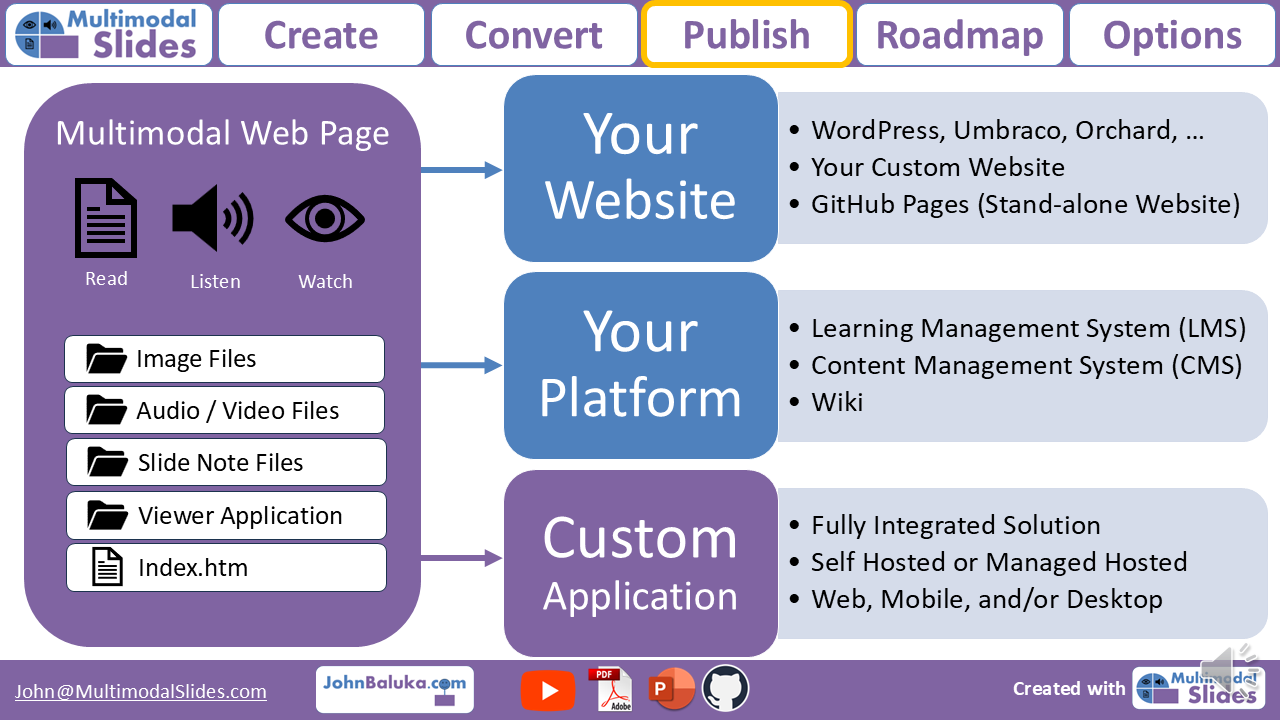 Multimodal
Slides
Create
Convert
Publish
Roadmap
Options
Multimodal Web Page
Read
Listen
Watch
Image Files
Audio / Video Files
Slide Note Files
Viewer Application
Index.htm
Your
Website
• WordPress, Umbraco, Orchard, …
• Your Custom Website
• GitHub Pages (Stand-alone Website)
Your
Platform
• Learning Management System (LMS)
• Content Management System (CMS)
• Wiki
Custom
Application
• Fully Integrated Solution
• Self Hosted or Managed Hosted
• Web, Mobile, and/or Desktop
John@MultimodalSlides.com
JohnBaluka.com
PDF
Adobe
P
Created with
Multimodal
Slides